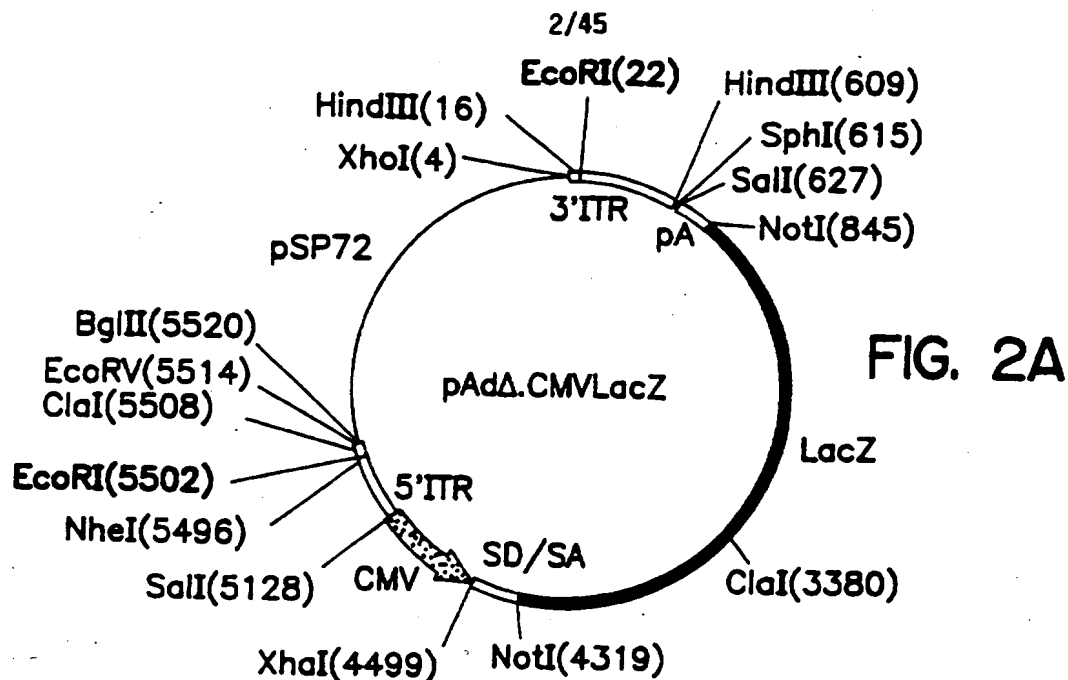 2/45
EcoRI(22)
HindIII(16)
HindIII(609)
XhoI(4)
SphI(615)
SalI(627)
3'ITR
pA
NotI(845)
pSP72
BglII(5520)
EcoRV(5514)
ClaI(5508)
pAdΔ.CMVLacZ
FIG. 2A
LacZ
EcoRI(5502)
5'ITR
NheI(5496)
SD/SA
SalI(5128)
CMV
ClaI(3380)
XhaI(4499)
NotI(4319)